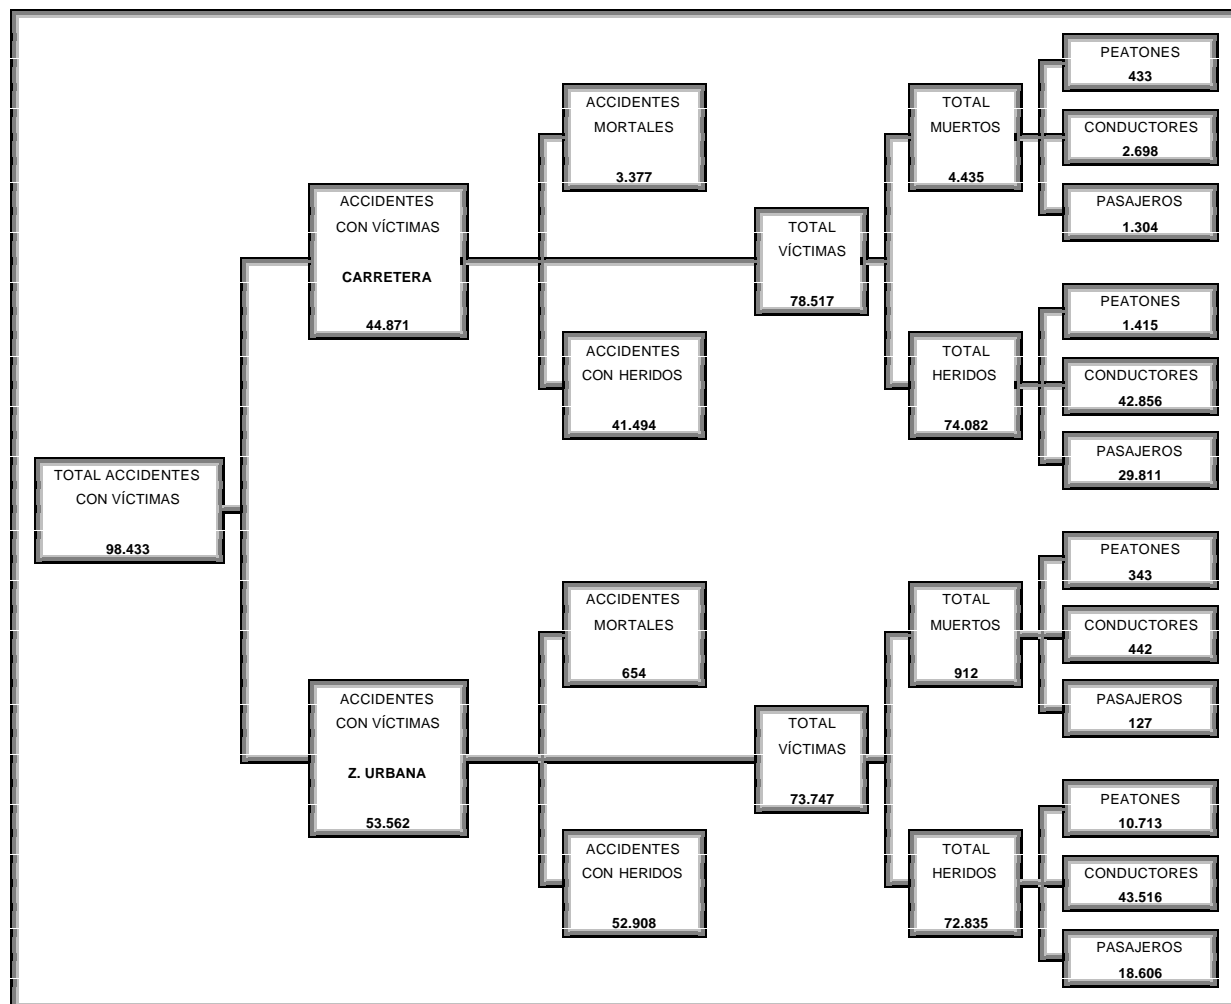 TOTAL ACCIDENTES
CON VÍCTIMAS
98.433
ACCIDENTES
CON VÍCTIMAS
CARRETERA
44.871
ACCIDENTES
MORTALES
3.377
ACCIDENTES
CON HERIDOS
41.494
TOTAL
VÍCTIMAS
78.517
TOTAL
MUERTOS
4.435
PEATONES
433
CONDUCTORES
2.698
PASAJEROS
1.304
TOTAL
HERIDOS
74.082
PEATONES
1.415
CONDUCTORES
42.856
PASAJEROS
29.811
ACCIDENTES
CON VÍCTIMAS
Z. URBANA
53.562
ACCIDENTES
MORTALES
654
ACCIDENTES
CON HERIDOS
52.908
TOTAL
VÍCTIMAS
73.747
TOTAL
MUERTOS
912
PEATONES
343
CONDUCTORES
442
PASAJEROS
127
TOTAL
HERIDOS
72.835
PEATONES
10.713
CONDUCTORES
43.516
PASAJEROS
18.606